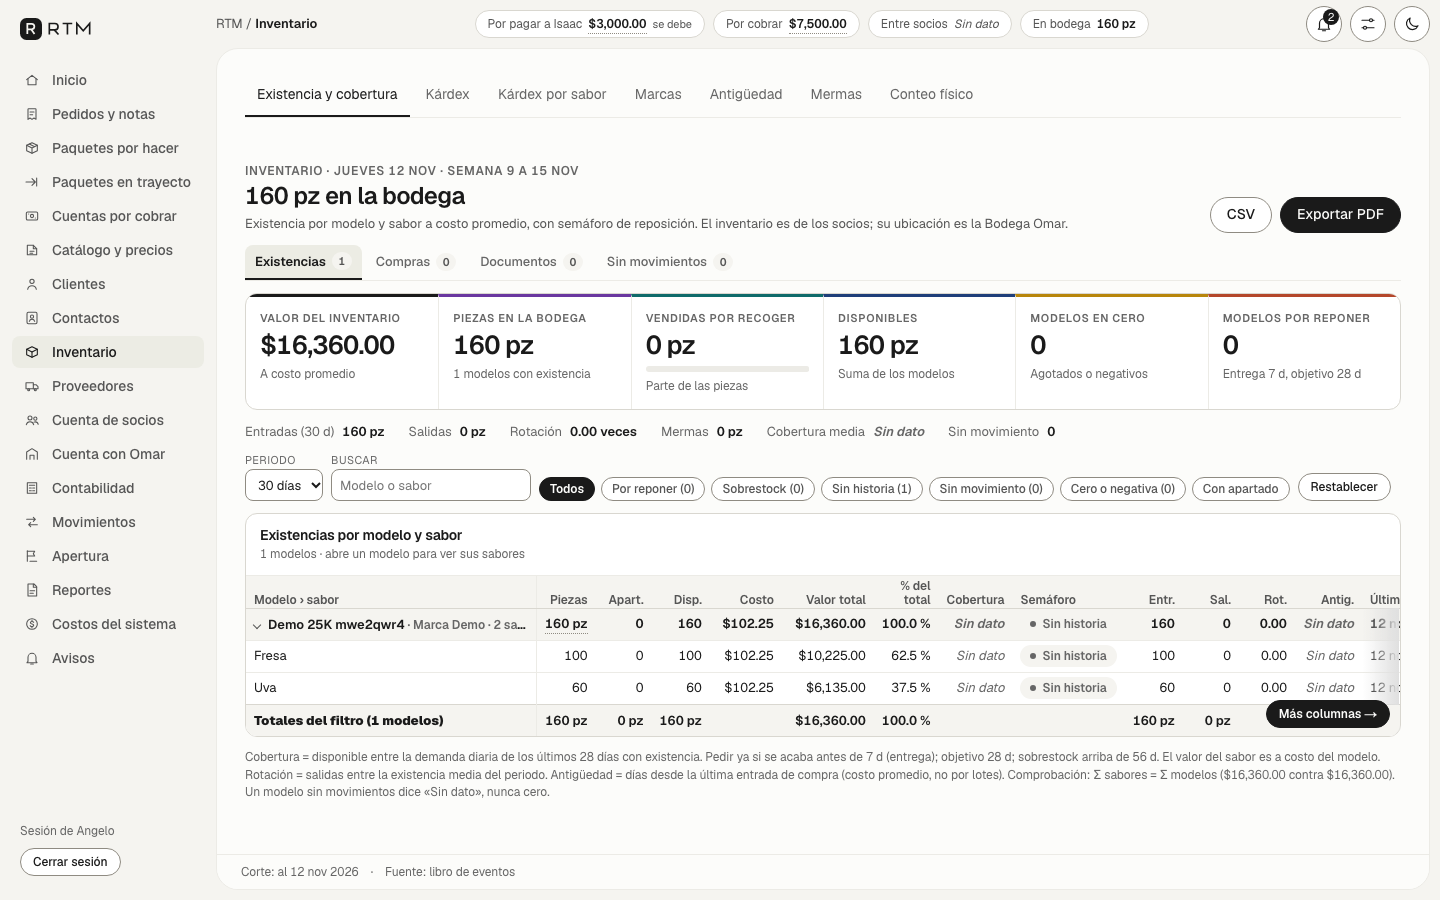 R RTM
RTM / Inventario
Por pagar a Isaac $3,000.00 se debe
Por cobrar $7,500.00
Entre socios Sin dato
En bodega 160 pz
2
Inicio
Pedidos y notas
Paquetes por hacer
Paquetes en trayecto
Cuentas por cobrar
Catálogo y precios
Clientes
Contactos
Inventario
Proveedores
Cuenta de socios
Cuenta con Omar
Contabilidad
Movimientos
Apertura
Reportes
Costos del sistema
Avisos
Sesión de Angelo
Cerrar sesión
Existencia y cobertura Kárdex Kárdex por sabor Marcas Antigüedad Mermas Conteo físico
INVENTARIO · JUEVES 12 NOV · SEMANA 9 A 15 NOV
160 pz en la bodega
Existencia por modelo y sabor a costo promedio, con semáforo de reposición. El inventario es de los socios; su ubicación es la Bodega Omar.
CSV Exportar PDF
Existencias 1 Compras 0 Documentos 0 Sin movimientos 0
VALOR DEL INVENTARIO
$16,360.00
A costo promedio
PIEZAS EN LA BODEGA
160 pz
1 modelos con existencia
VENDIDAS POR RECOGER
0 pz
Parte de las piezas
DISPONIBLES
160 pz
Suma de los modelos
MODELOS EN CERO
0
Agotados o negativos
MODELOS POR REPONER
0
Entrega 7 d, objetivo 28 d
Entradas (30 d) 160 pz Salidas 0 pz Rotación 0.00 veces Mermas 0 pz Cobertura media Sin dato Sin movimiento 0
PERIODO BUSCAR
30 días Modelo o sabor Todos Por reponer (0) Sobrestock (0) Sin historia (1) Sin movimiento (0) Cero o negativa (0) Con apartado Restablecer
Existencias por modelo y sabor
1 modelos · abre un modelo para ver sus sabores
Modelo › sabor Piezas Apart. Disp. Costo Valor total % del total Cobertura Semáforo Entr. Sal. Rot. Antig. Últim
Demo 25K mwe2qwr4 · Marca Demo · 2 sa... 160 pz 0 160 $102.25 $16,360.00 100.0 % Sin dato Sin historia 160 0 0.00 Sin dato 12
Fresa 100 0 100 $102.25 $10,225.00 62.5 % Sin dato Sin historia 100 0 0.00 Sin dato 12
Uva 60 0 60 $102.25 $6,135.00 37.5 % Sin dato Sin historia 60 0 0.00 Sin dato 12
Totales del filtro (1 modelos) 160 pz 0 pz 160 pz $16,360.00 100.0 % 160 pz 0 pz
Más columnas →
Cobertura = disponible entre la demanda diaria de los últimos 28 días con existencia. Pedir ya si se acaba antes de 7 d (entrega); objetivo 28 d; sobrestock arriba de 56 d. El valor del sabor es a costo del modelo.
Rotación = salidas entre la existencia media del periodo. Antigüedad = días desde la última entrada de compra (costo promedio, no por lotes). Comprobación: Σ sabores = Σ modelos ($16,360.00 contra $16,360.00).
Un modelo sin movimientos dice «Sin dato», nunca cero.
Corte: al 12 nov 2026 · Fuente: libro de eventos